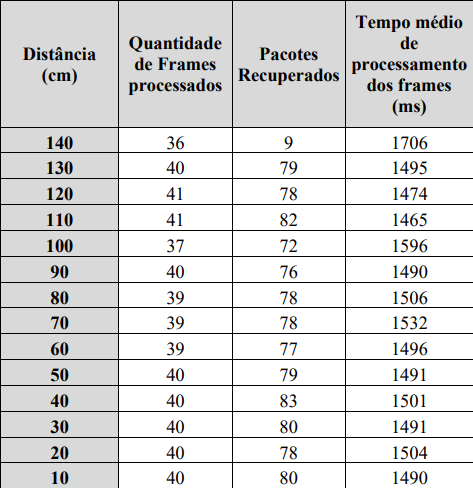 Distância (cm) | Quantidade de Frames processados | Pacotes Recuperados | Tempo médio de processamento dos frames (ms)
140 36 9 1706
130 40 79 1495
120 41 78 1474
110 41 82 1465
100 37 72 1596
90 40 76 1490
80 39 78 1506
70 39 78 1532
60 39 77 1496
50 40 79 1491
40 40 83 1501
30 40 80 1491
20 40 78 1504
10 40 80 1490